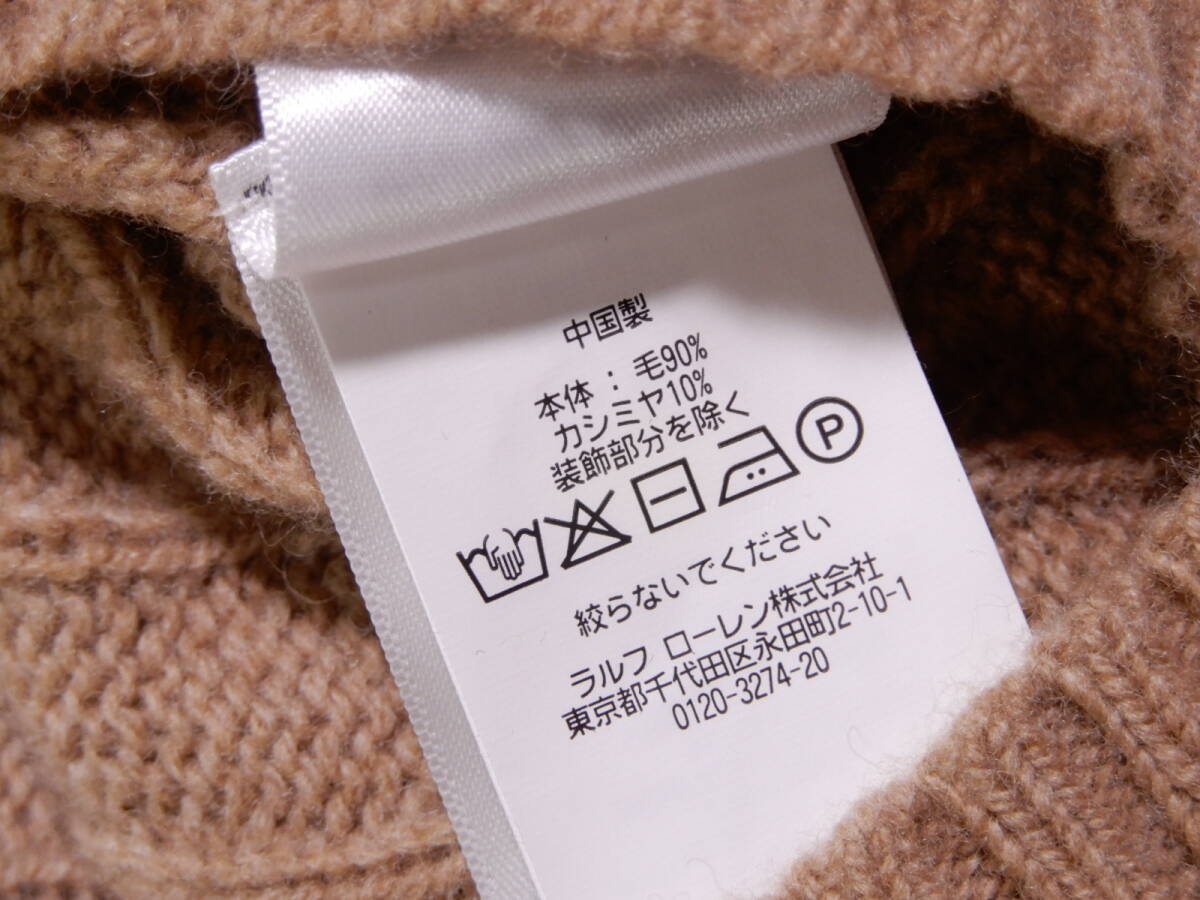 中国製
本体 : 毛90%
カシミヤ10%
装飾部分を除く
P
絞らないでください
ラルフ ローレン株式会社
東京都千代田区永田町2-10-1
0120-3274-20